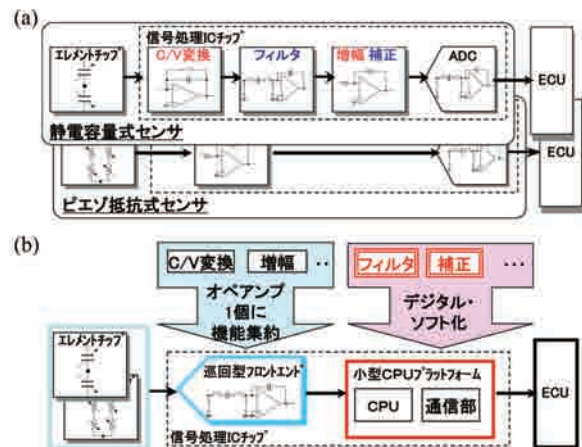 (a)
信号処理ICチップ
エレメントチップ
C/V変換
フィルタ
増幅 補正
ADC
ECU
静電容量式センサ
ECU
ピエゾ抵抗式センサ
(b)
C/V変換
増幅
‥
フィルタ
補正
…
オペアンプ
1個に
機能集約
デジタル・
ソフト化
エレメントチップ
巡回型フロントエンド
小型CPUプラットフォーム
CPU
通信部
ECU
信号処理ICチップ